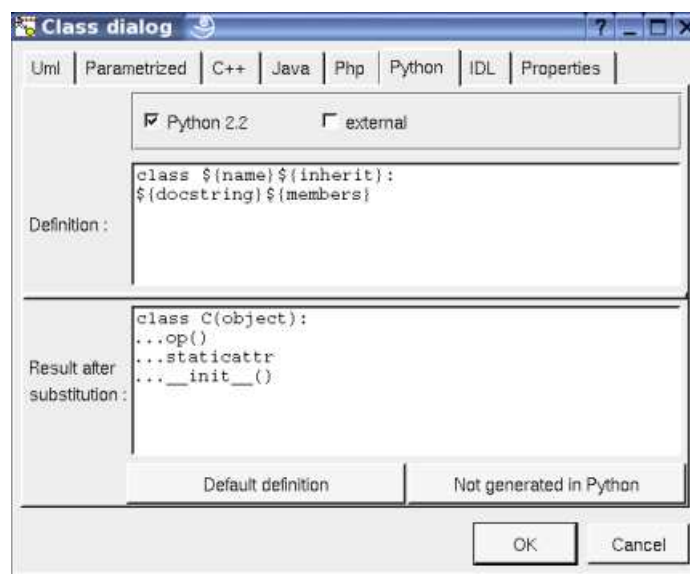 Class dialog ? _ X
Uml Parametrized C++ Java Php Python IDL Properties
Python 2.2 external
Definition :
class ${name}${inherit}:
${docstring}${members}
Result after
substitution :
class C(object):
...op()
...staticattr
...__init__()
Default definition Not generated in Python
OK Cancel